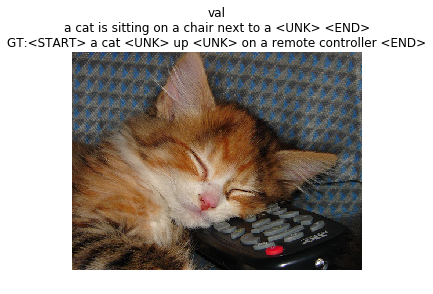 val
a cat is sitting on a chair next to a <UNK> <END>
GT:<START> a cat <UNK> up <UNK> on a remote controller <END>